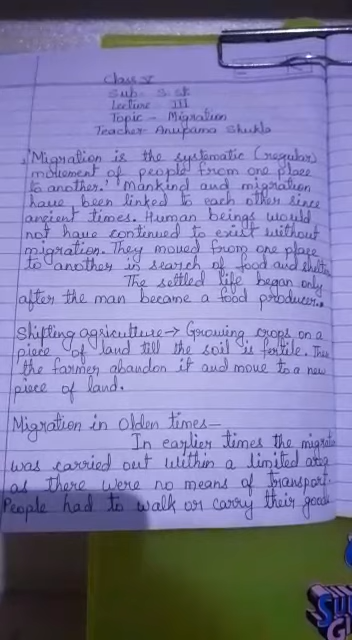 Class V
Sub- S.St.
Lecture III
Topic - Migration
Teacher- Anupama Shukla
"Migration is the systematic (regular)
movement of people from one place
to another." Mankind and migration
have been linked to each other since
ancient times. Human beings would
not have continued to exist without
migration. They moved from one place
to another in search of food and shelter
The settled life began only
after the man became a food producer.
Shifting agriculture → Growing crops on a
piece of land till the soil is fertile. Then
the farmer abandon it and move to a new
piece of land.
Migration in Olden times-
In earlier times the migratio
was carried out within a limited area
as there were no means of transport.
People had to walk or carry their goods